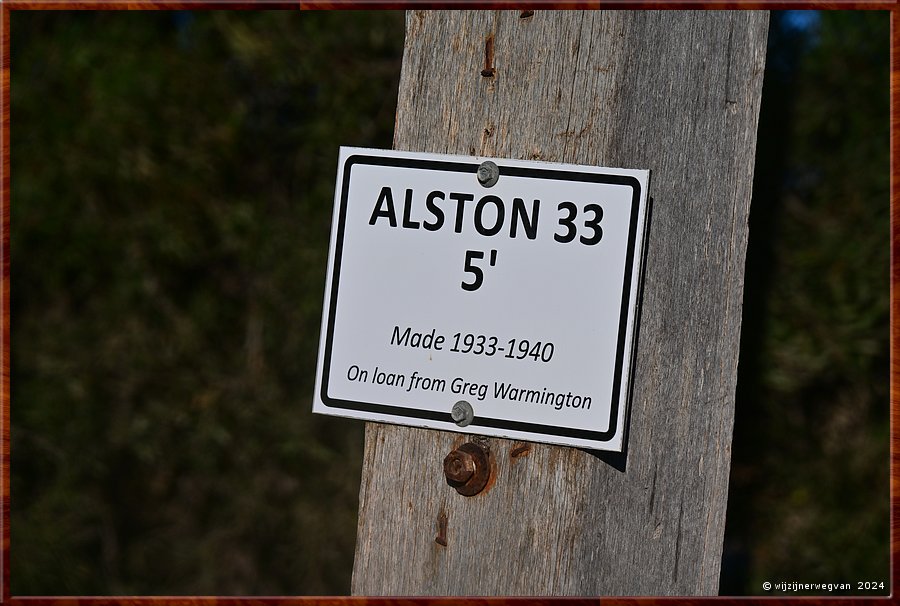 ALSTON 33
5'
Made 1933-1940
On loan from Greg Warmington
© wijzijnerwegvan 2024